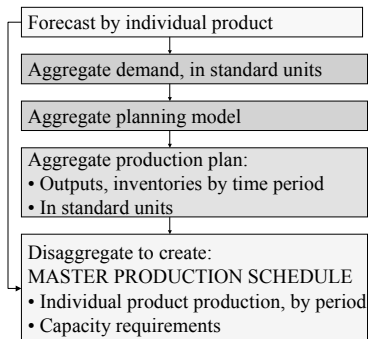 Forecast by individual product
Aggregate demand, in standard units
Aggregate planning model
Aggregate production plan:
• Outputs, inventories by time period
• In standard units
Disaggregate to create:
MASTER PRODUCTION SCHEDULE
• Individual product production, by period
• Capacity requirements